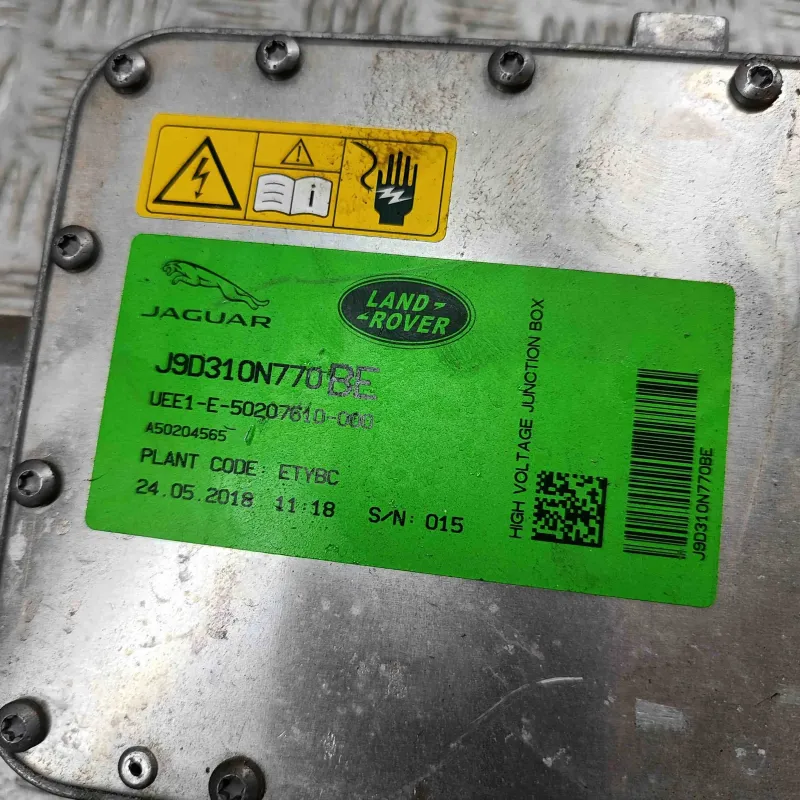 JAGUAR
LAND-
-ROVER
J9D310N770BE
UEE1-E-50207610-000
A50204565
PLANT CODE: ETYBC
24.05.2018 11:18 S/N: 015
HIGH VOLTAGE JUNCTION BOX
J9D310N770BE